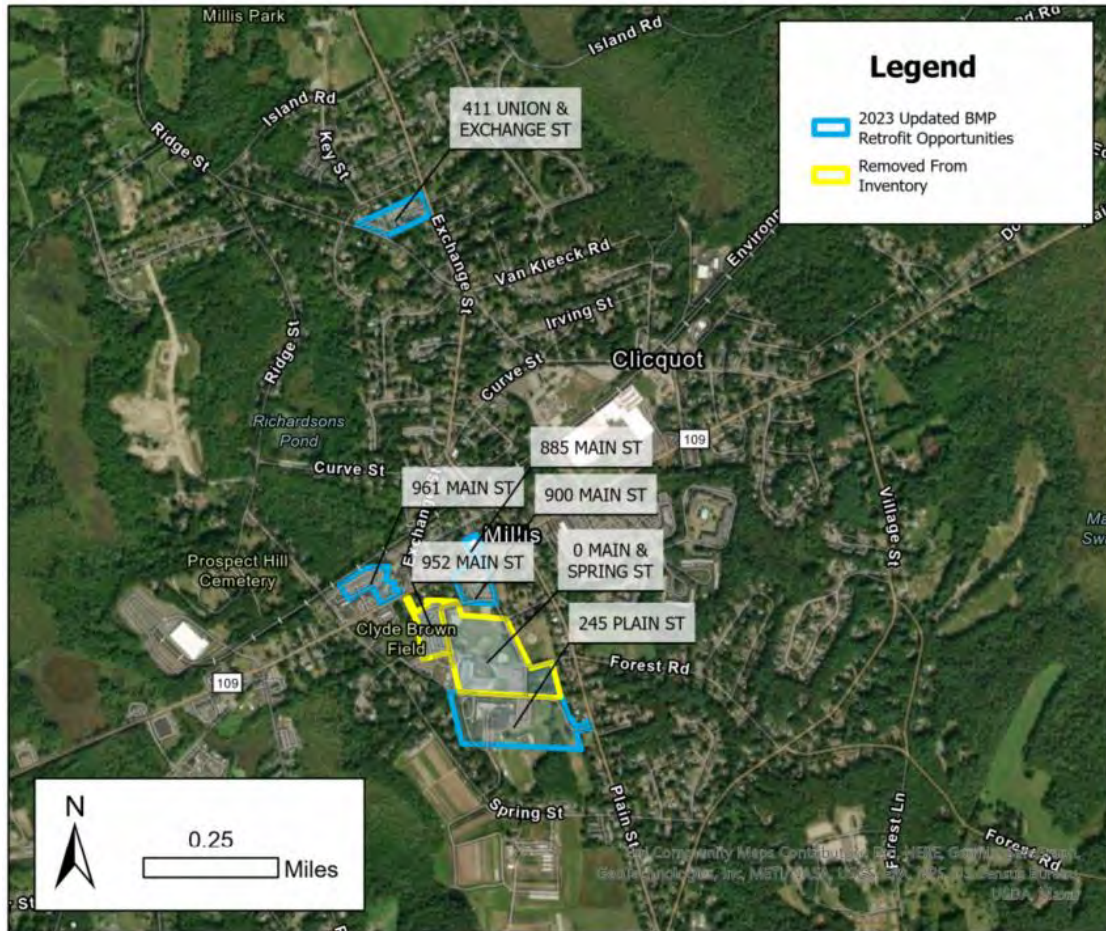 Millis Park
Island Rd
Legend
2023 Updated BMP
Retrofit Opportunities
Removed From
Inventory
Island Rd
411 UNION &
EXCHANGE ST
Ridge St
Key St
Exchange St
Van Kleeck Rd
Irving St
Ridge St
Curve St
Clicquot
Richardsons
Pond
109
885 MAIN ST
Curve St
961 MAIN ST
900 MAIN ST
Millis
Village St
Prospect Hill
Cemetery
952 MAIN ST
0 MAIN &
SPRING ST
245 PLAIN ST
Clyde Brown
Field
Forest Rd
109
Spring St
Plain St
Forest Ln
Forest Rd
N
0.25
Miles
USDA